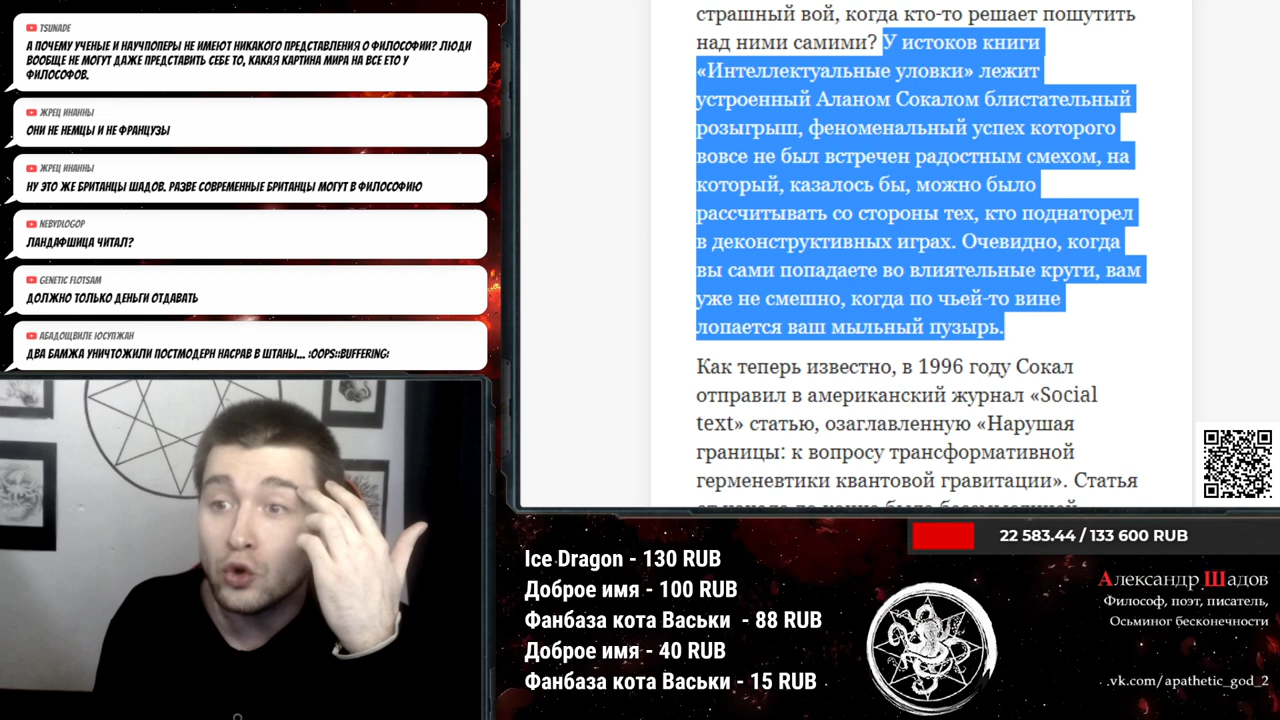 TSUNADE
А ПОЧЕМУ УЧЕНЫЕ И НАУЧПОПЕРЫ НЕ ИМЕЮТ НИКАКОГО ПРЕДСТАВЛЕНИЯ О ФИЛОСОФИИ? ЛЮДИ
ВООБЩЕ НЕ МОГУТ ДАЖЕ ПРЕДСТАВИТЬ СЕБЕ ТО, КАКАЯ КАРТИНА МИРА НА ВСЕ ЕТО У
ФИЛОСОФОВ.
ЖРЕЦ ИНАННЫ
ОНИ НЕ НЕМЦЫ И НЕ ФРАНЦУЗЫ
ЖРЕЦ ИНАННЫ
НУ ЭТО ЖЕ БРИТАНЦЫ ШАДОВ. РАЗВЕ СОВРЕМЕННЫЕ БРИТАНЦЫ МОГУТ В ФИЛОСОФИЮ
NEBYDLOGOP
ЛАНДАФШИЦА ЧИТАЛ?
GENETIC FLOTSAM
ДОЛЖНО ТОЛЬКО ДЕНЬГИ ОТДАВАТЬ
АБАДОЩВИЛЕ ЮСУПЖАН
ДВА БАМЖА УНИЧТОЖИЛИ ПОСТМОДЕРН НАСРАВ В ШТАНЫ... :OOPS::BUFFERING:
страшный вой, когда кто-то решает пошутить
над ними самими? У истоков книги
«Интеллектуальные уловки» лежит
устроенный Аланом Сокалом блистательный
розыгрыш, феноменальный успех которого
вовсе не был встречен радостным смехом, на
который, казалось бы, можно было
рассчитывать со стороны тех, кто поднаторел
в деконструктивных играх. Очевидно, когда
вы сами попадаете во влиятельные круги, вам
уже не смешно, когда по чьей-то вине
лопается ваш мыльный пузырь.
Как теперь известно, в 1996 году Сокал
отправил в американский журнал «Social
text» статью, озаглавленную «Нарушая
границы: к вопросу трансформативной
герменевтики квантовой гравитации». Статья
22 583.44 / 133 600 RUB
Ice Dragon - 130 RUB
Доброе имя - 100 RUB
Фанбаза кота Васьки - 88 RUB
Доброе имя - 40 RUB
Фанбаза кота Васьки - 15 RUB
Александр Шадов
Философ, поэт, писатель,
Осьминог бесконечности
vk.com/apathetic_god_2